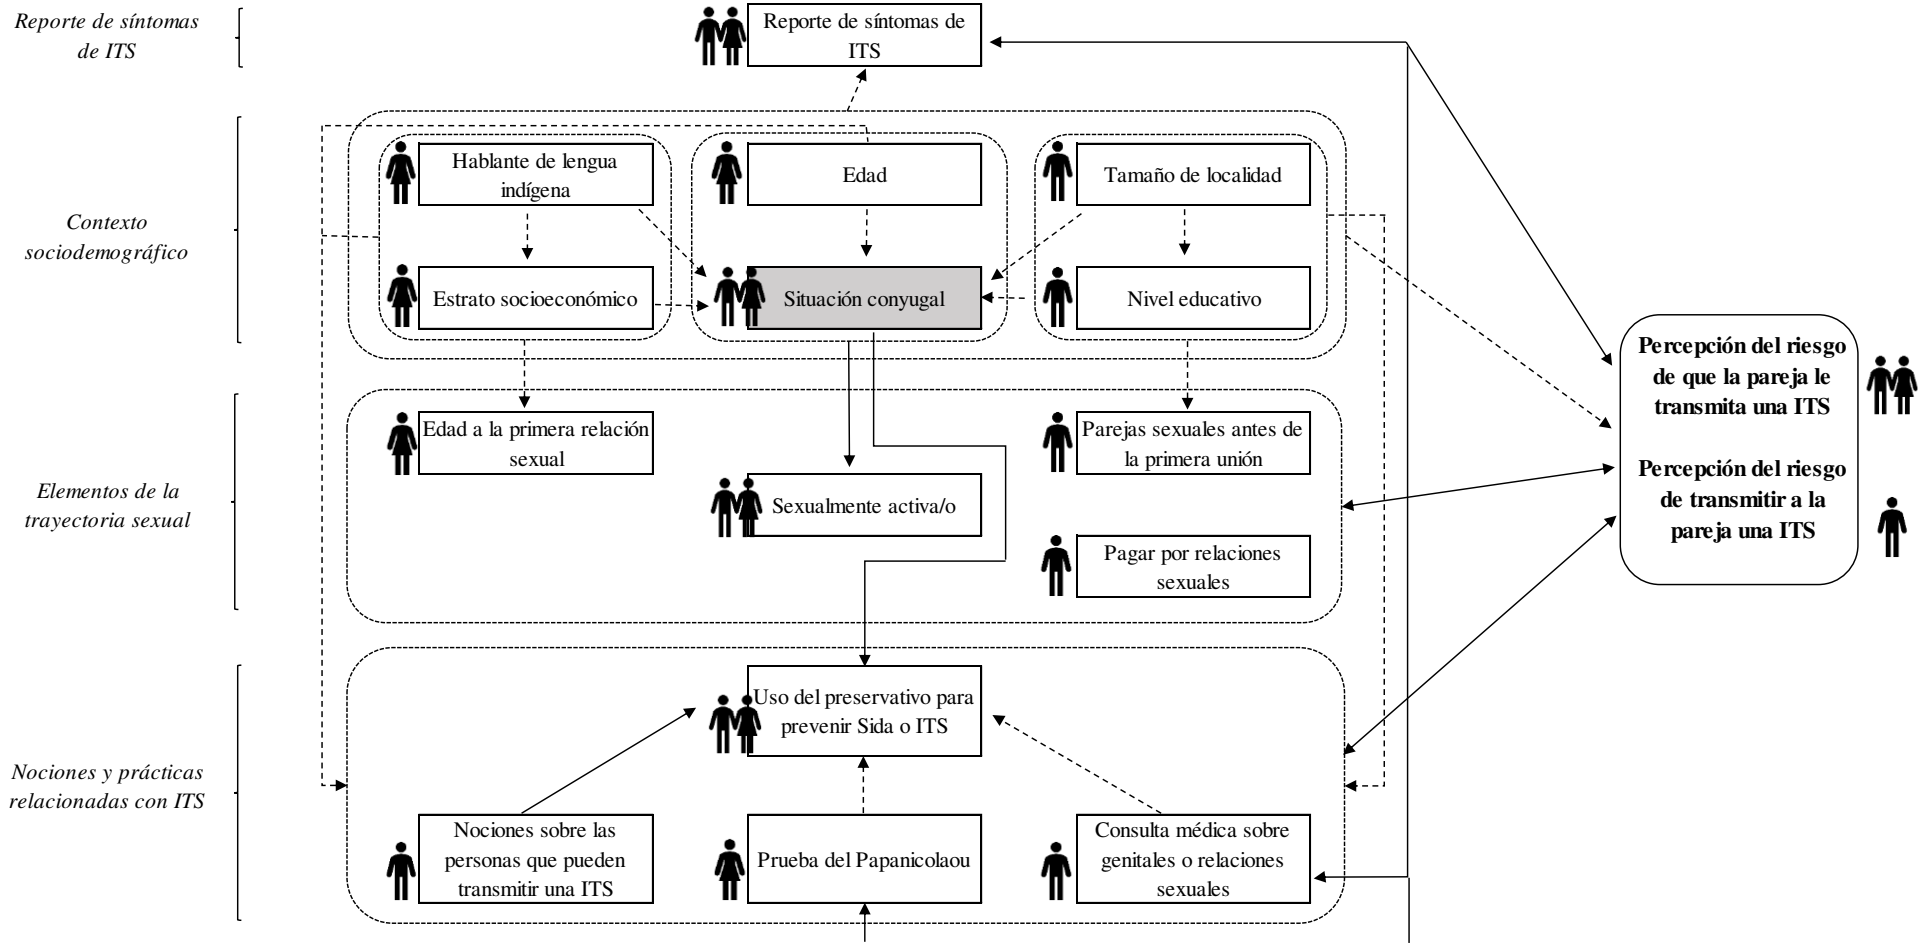 Reporte de síntomas
de ITS
Reporte de síntomas de
ITS
Contexto
sociodemográfico
Hablante de lengua
indígena
Edad
Tamaño de localidad
Estrato socioeconómico
Situación conyugal
Nivel educativo
Percepción del riesgo
de que la pareja le
transmita una ITS
Percepción del riesgo
de transmitir a la
pareja una ITS
Elementos de la
trayectoria sexual
Edad a la primera relación
sexual
Parejas sexuales antes de
la primera unión
Sexualmente activa/o
Pagar por relaciones
sexuales
Nociones y prácticas
relacionadas con ITS
Uso del preservativo para
prevenir Sida o ITS
Nociones sobre las
personas que pueden
transmitir una ITS
Prueba del Papanicolaou
Consulta médica sobre
genitales o relaciones
sexuales